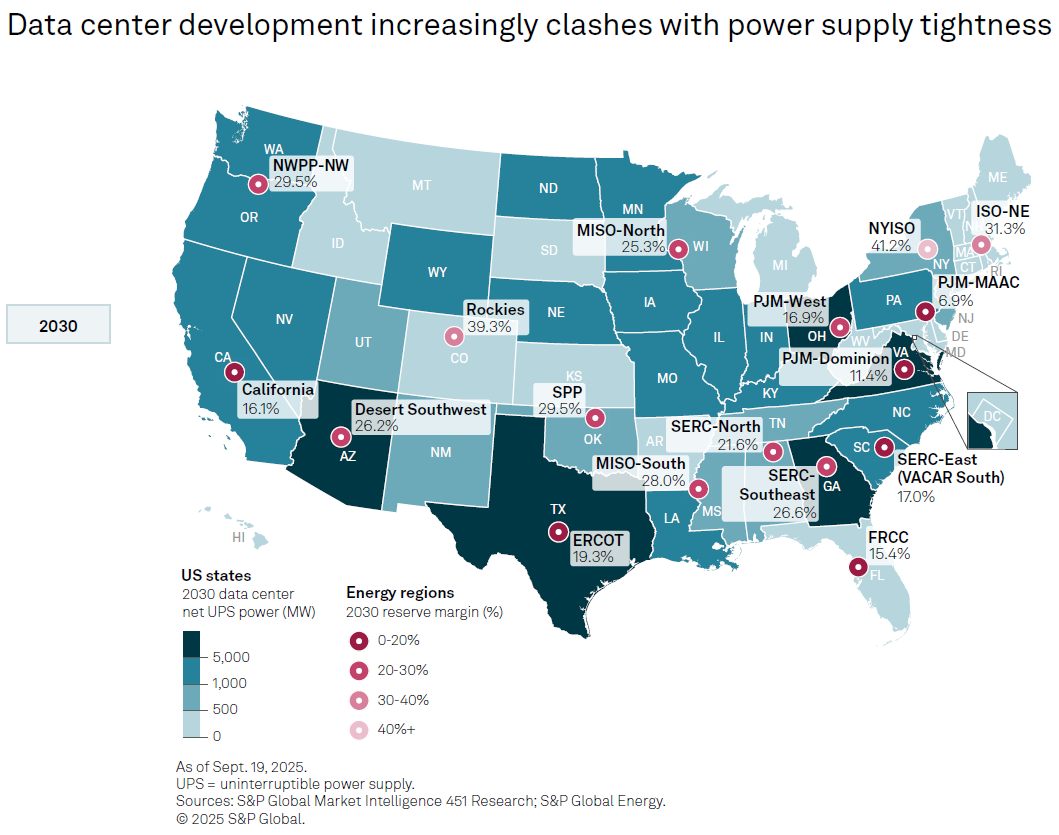 Data center development increasingly clashes with power supply tightness
2030
WA
NWPP-NW
29.5%
OR
MT
ID
ND
MN
SD
MISO-North
25.3%
WI
MI
ME
VT
NYISO
41.2%
ISO-NE
31.3%
MA
NY
CT
RI
WY
NE
IA
PJM-West
16.9%
PA
PJM-MAAC
6.9%
NJ
NV
UT
Rockies
39.3%
CO
IL
IN
OH
WV
DE
MD
VA
PJM-Dominion
11.4%
CA
California
16.1%
KS
MO
KY
Desert Southwest
26.2%
AZ
NM
SPP
29.5%
OK
AR
SERC-North
21.6%
TN
NC
DC
MISO-South
28.0%
SC
SERC-East
(VACAR South)
17.0%
SERC-
Southeast
26.6%
GA
TX
LA
MS
ERCOT
19.3%
FRCC
15.4%
FL
HI
US states
2030 data center
net UPS power (MW)
5,000
1,000
500
0
Energy regions
2030 reserve margin (%)
0-20%
20-30%
30-40%
40%+
As of Sept. 19, 2025.
UPS = uninterruptible power supply.
Sources: S&P Global Market Intelligence 451 Research; S&P Global Energy.
© 2025 S&P Global.